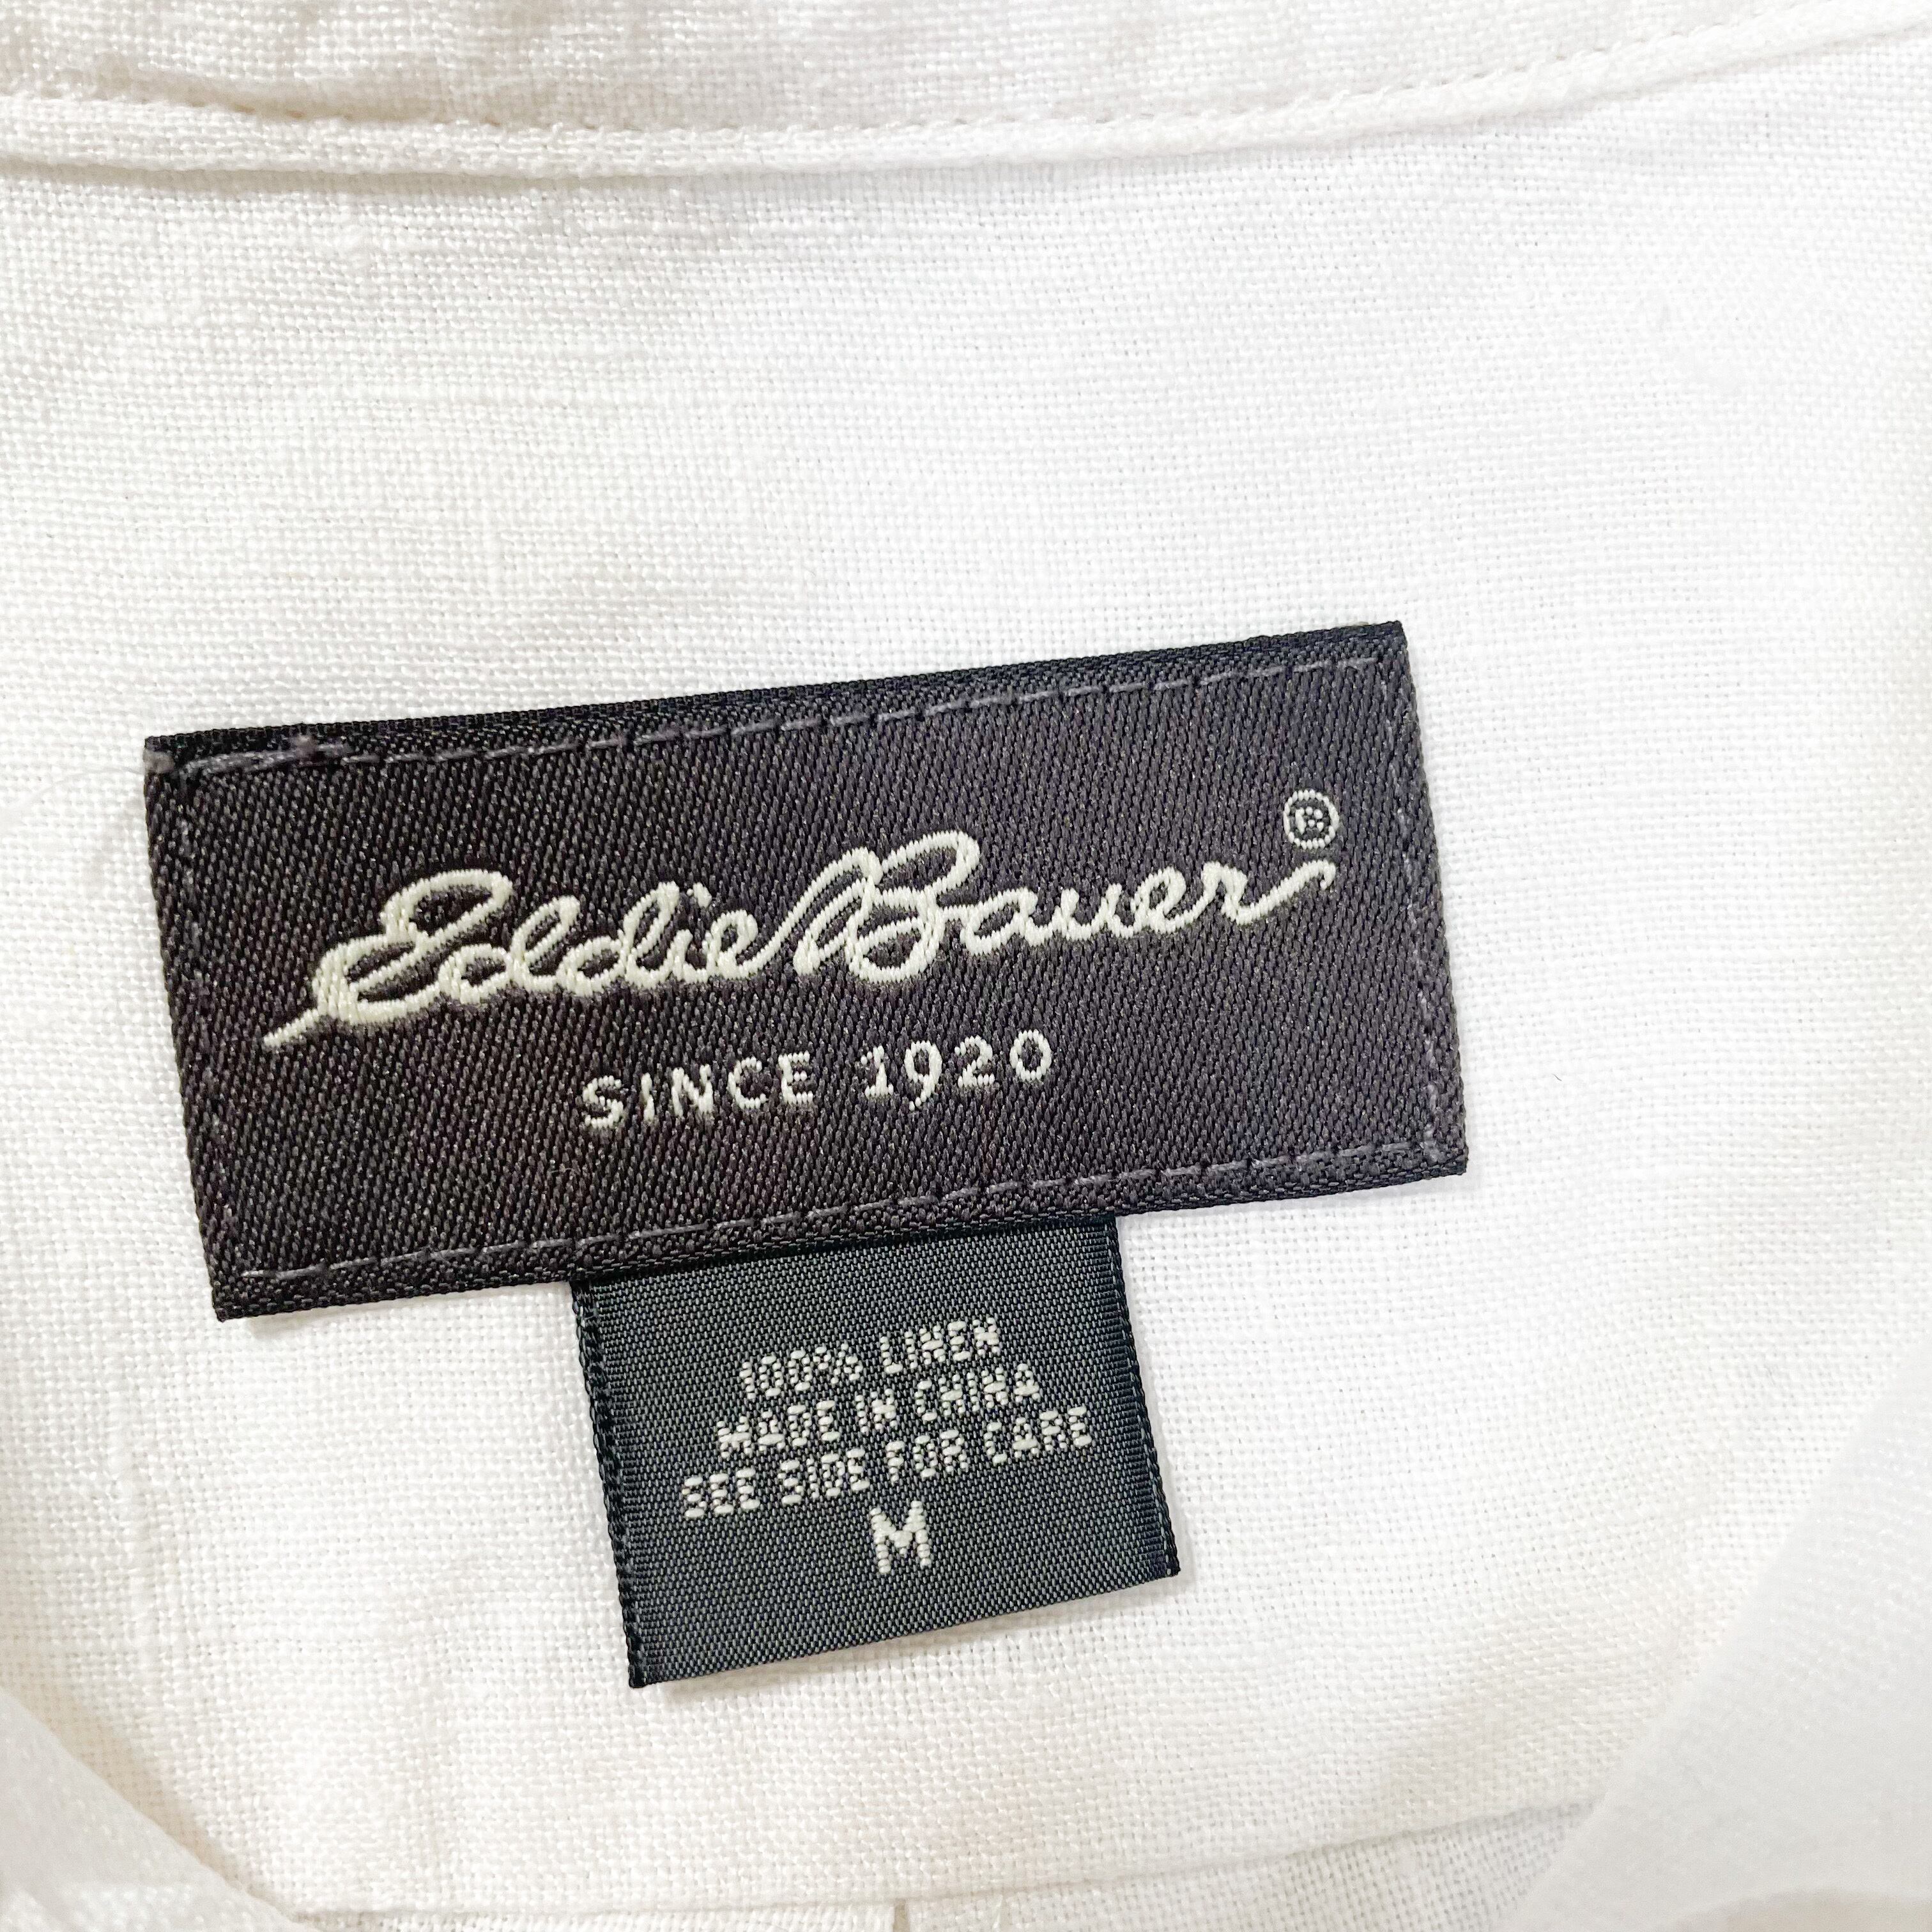 Eddie Bauer®
SINCE 1920
100% LINEN
MADE IN CHINA
SEE SIDE FOR CARE
M